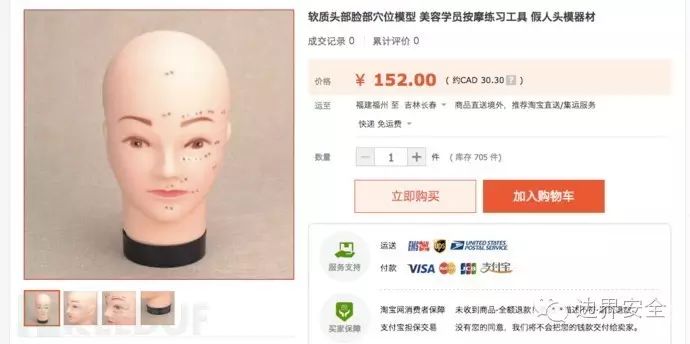 软质头部脸部穴位模型 美容学员按摩练习工具 假人头模器材
成交记录 0 累计评价 0
价格 ¥ 152.00 ( 约CAD 30.30 ? )
运至 福建福州 至 吉林长春 商品直送境外，推荐淘宝直送/集运服务
快递 免运费
数量 − 1 + 件 ( 库存 705 件 )
立即购买 加入购物车
服务支持
运送 EMS UPS UNITED STATES POSTAL SERVICE
付款 VISA MasterCard JCB 支付宝
买家保障
淘宝网消费者保障 未收到商品-全额退款
支付宝担保交易 没有您的同意，我们将不会把您的钱款交付给卖家。
边界安全
REEBUF